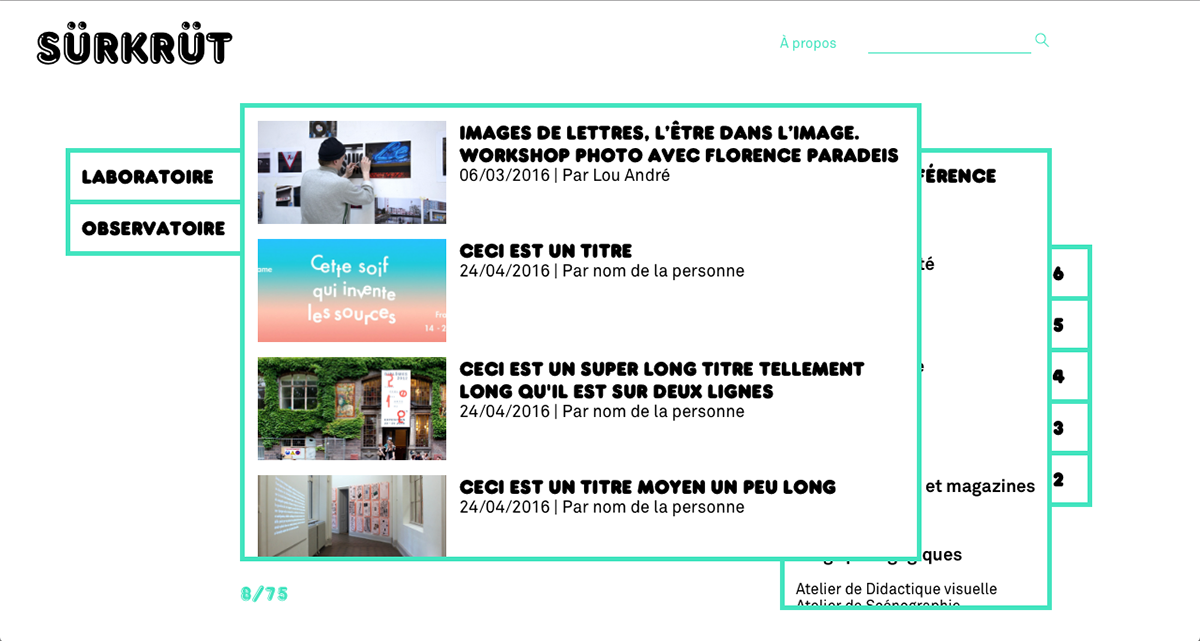 SÜRKRÜT
À propos
LABORATOIRE
OBSERVATOIRE
IMAGES DE LETTRES, L'ÊTRE DANS L'IMAGE.
WORKSHOP PHOTO AVEC FLORENCE PARADEIS
06/03/2016 | Par Lou André
Cette soif
qui invente
les sources
CECI EST UN TITRE
24/04/2016 | Par nom de la personne
CECI EST UN SUPER LONG TITRE TELLEMENT
LONG QU'IL EST SUR DEUX LIGNES
24/04/2016 | Par nom de la personne
CECI EST UN TITRE MOYEN UN PEU LONG
24/04/2016 | Par nom de la personne
8/75
FÉRENCE
té
et magazines
giques
Atelier de Didactique visuelle
Atelier de Scénographie
6
5
4
3
2